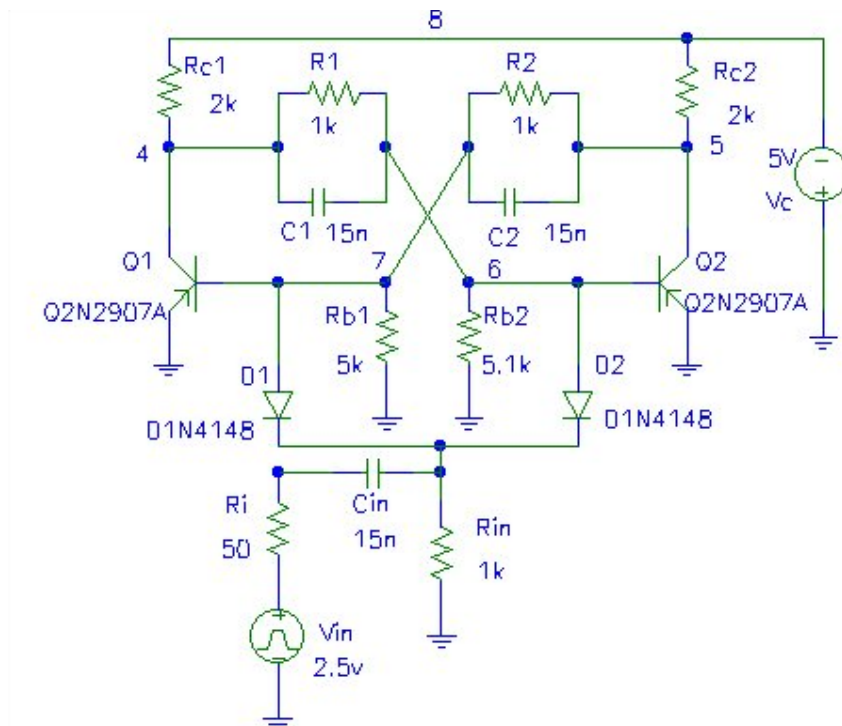 8
Rc1
2k
R1
1k
R2
1k
Rc2
2k
4
5
5V
Vc
C1
15n
C2
15n
7
6
Q1
Q2N2907A
Q2
Q2N2907A
Rb1
5k
Rb2
5.1k
D1
D1N4148
D2
D1N4148
Ri
50
Cin
15n
Rin
1k
Vin
2.5v